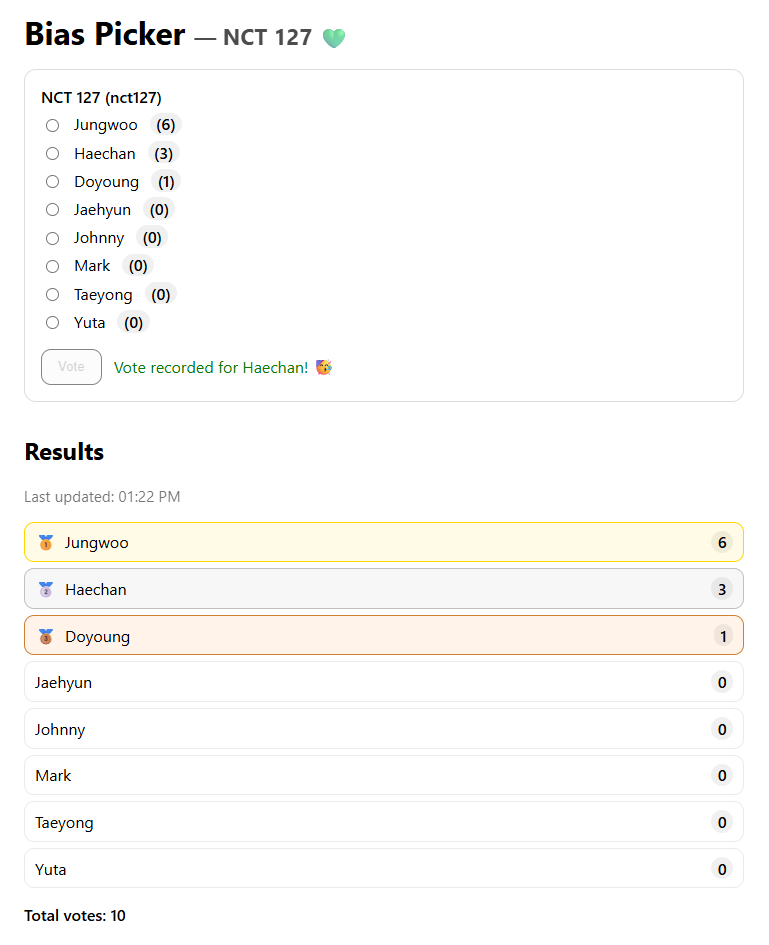 Bias Picker — NCT 127 💚
NCT 127 (nct127)
Jungwoo (6)
Haechan (3)
Doyoung (1)
Jaehyun (0)
Johnny (0)
Mark (0)
Taeyong (0)
Yuta (0)
Vote Vote recorded for Haechan! 🥳
Results
Last updated: 01:22 PM
🥇 Jungwoo 6
🥈 Haechan 3
🥉 Doyoung 1
Jaehyun 0
Johnny 0
Mark 0
Taeyong 0
Yuta 0
Total votes: 10